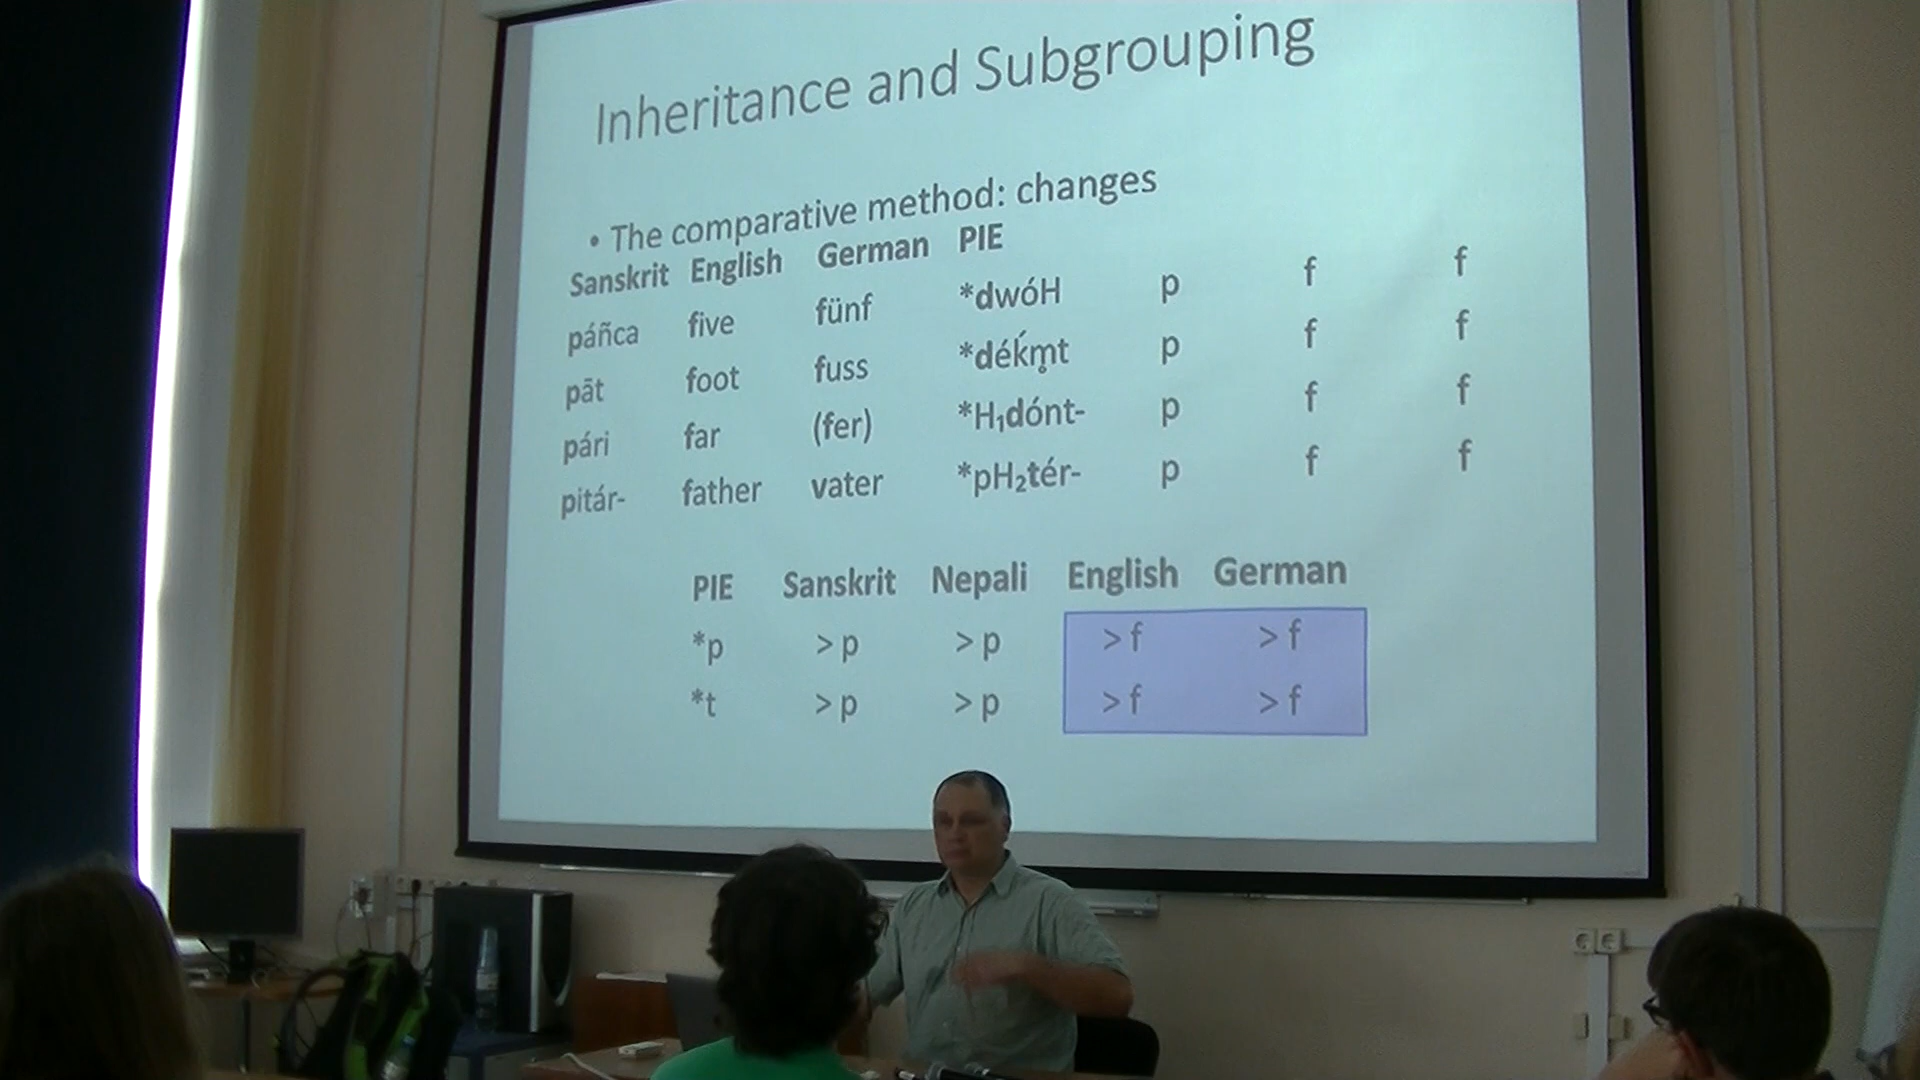 Inheritance and Subgrouping
• The comparative method: changes
Sanskrit English German PIE
páñca five fünf *dwóH p f f
pāt foot fuss *déḱm̥t p f f
pári far (fer) *H₁dónt- p f f
pitár- father vater *pH₂tér- p f f
PIE Sanskrit Nepali English German
*p > p > p > f > f
*t > p > p > f > f